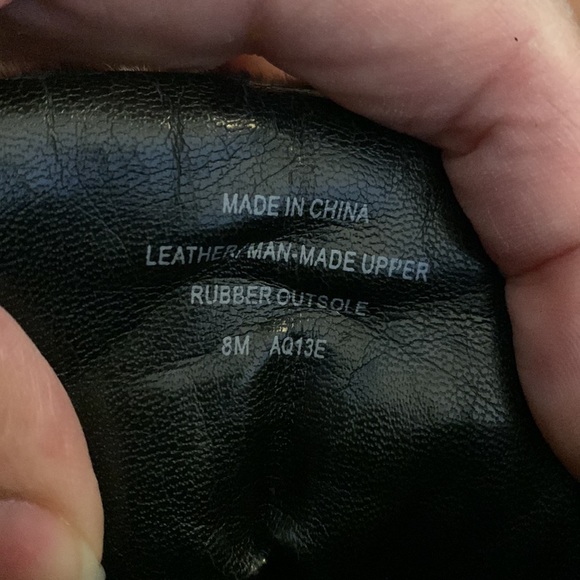 MADE IN CHINA
LEATHER/MAN-MADE UPPER
RUBBER OUTSOLE
8M AQ13E